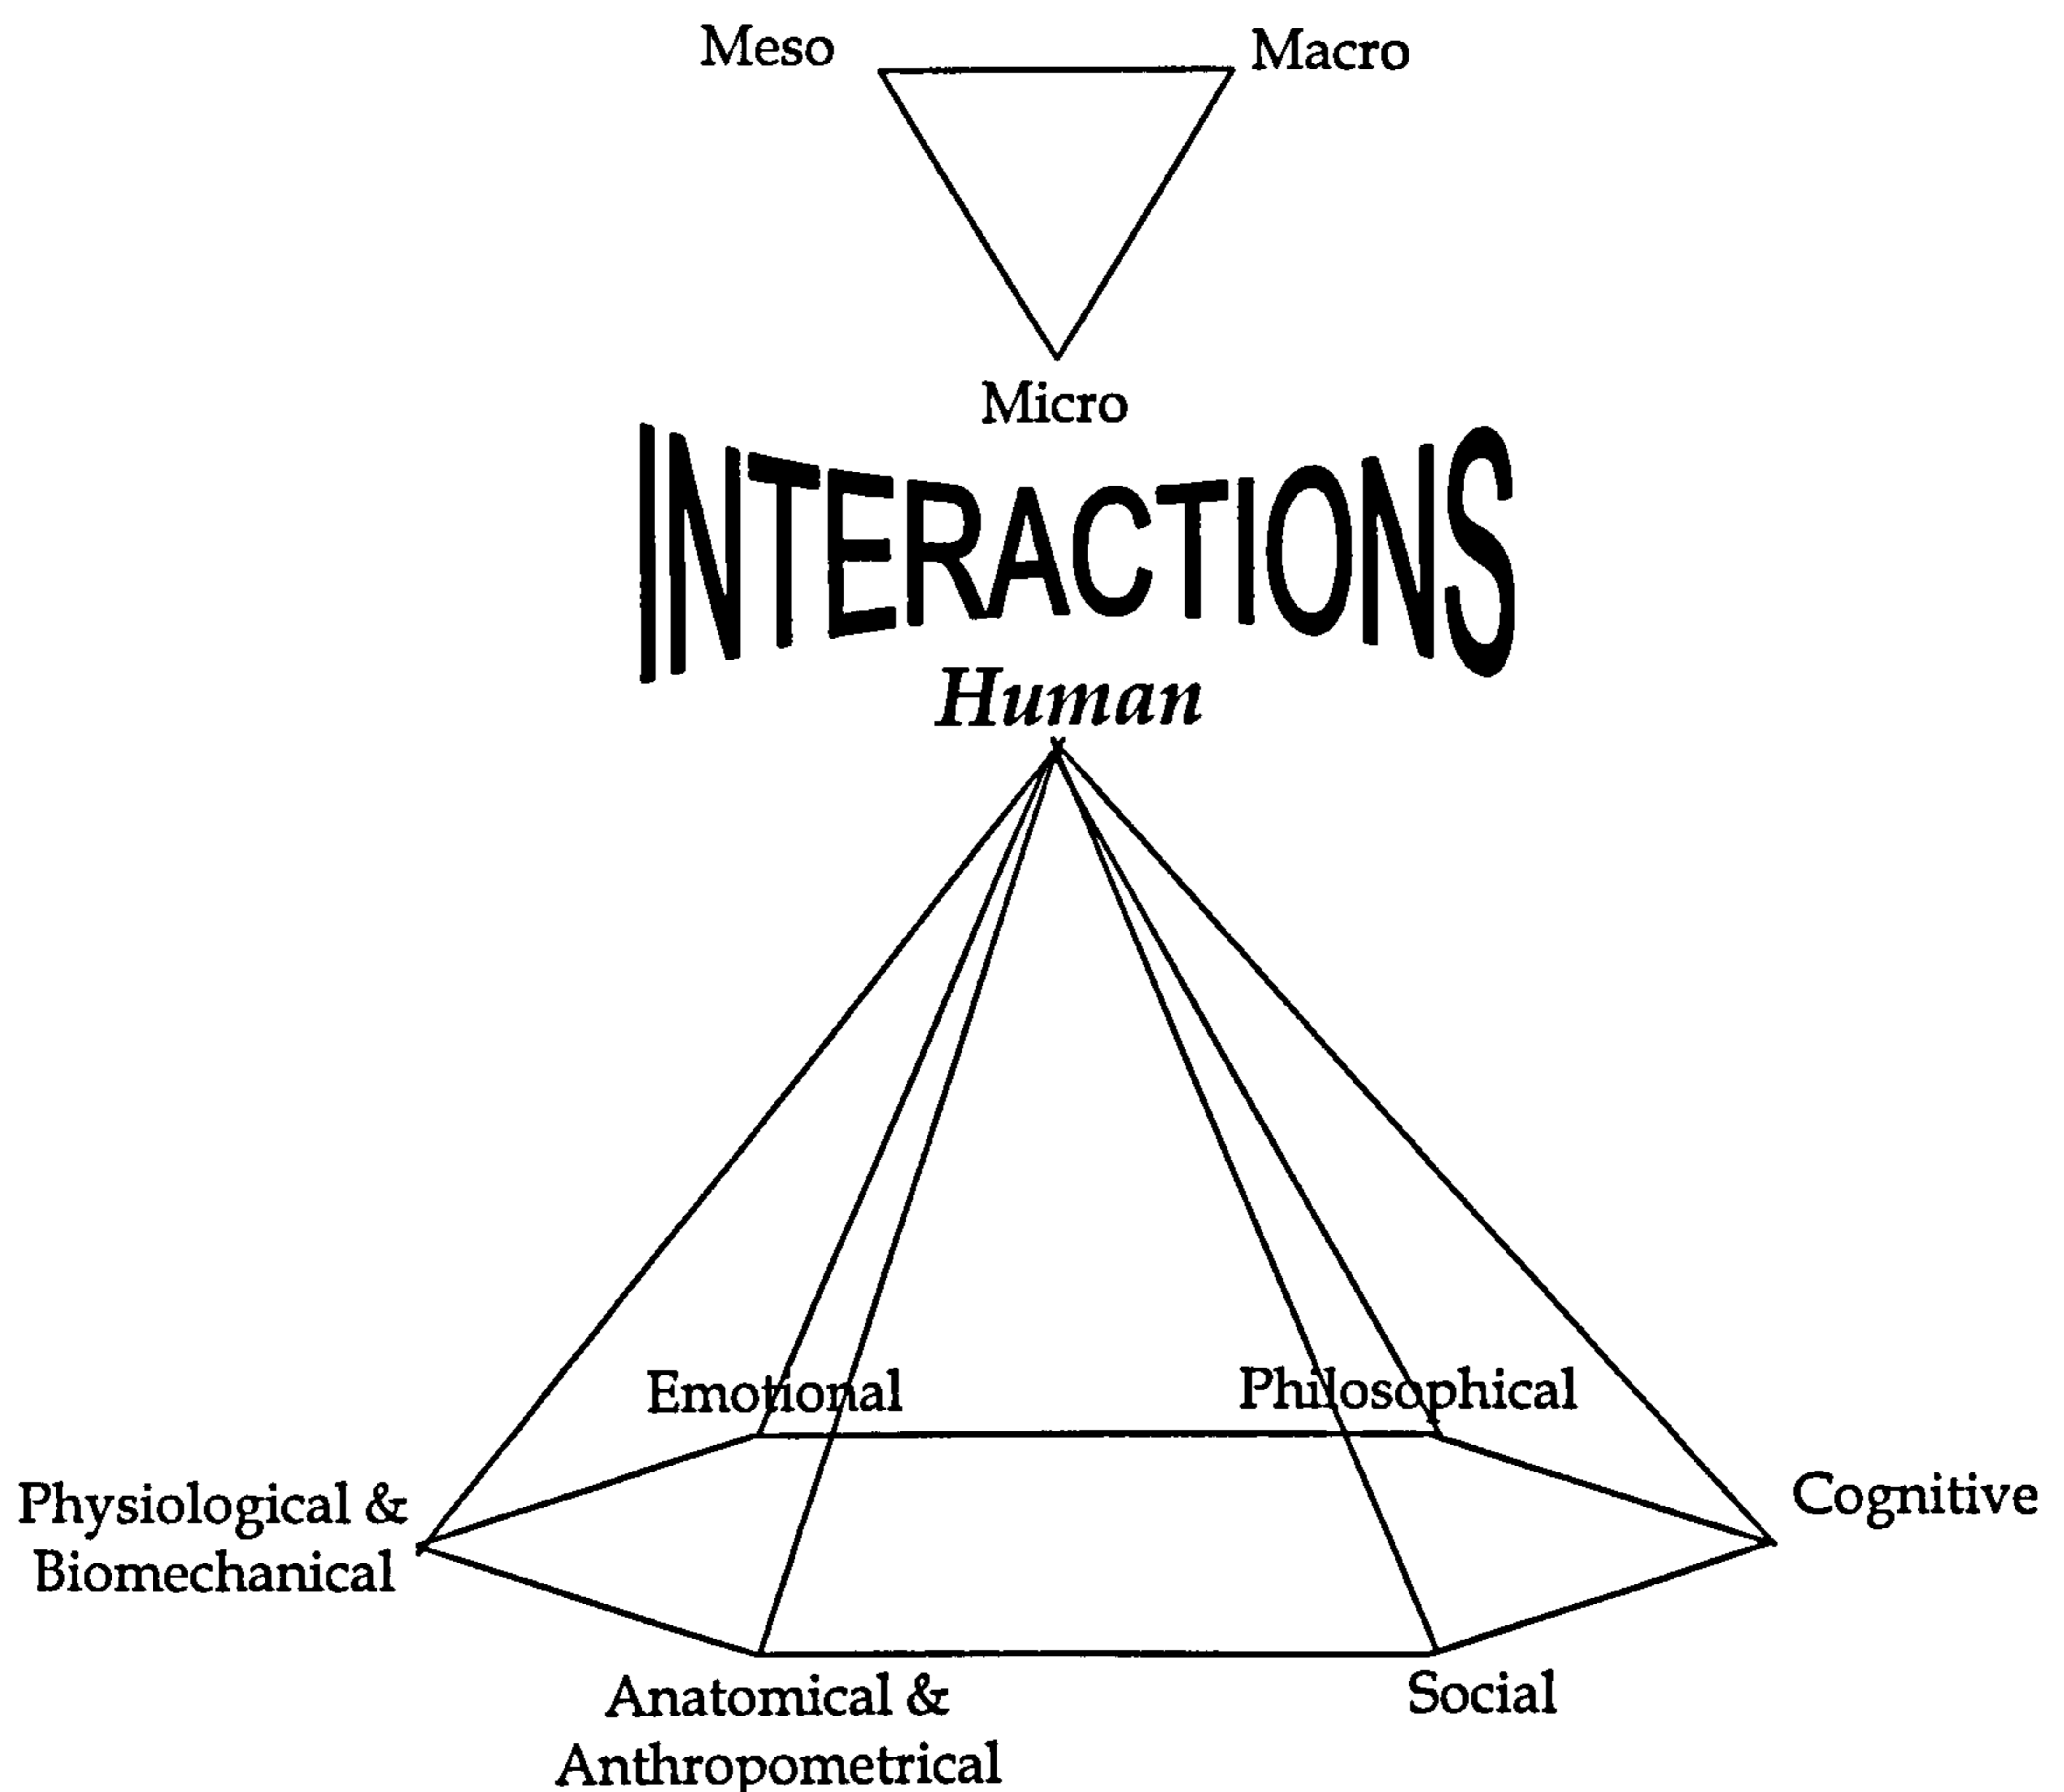 Meso
Macro
Micro
INTERACTIONS
Human
Emotional
Philosophical
Physiological &
Biomechanical
Cognitive
Anatomical &
Anthropometrical
Social